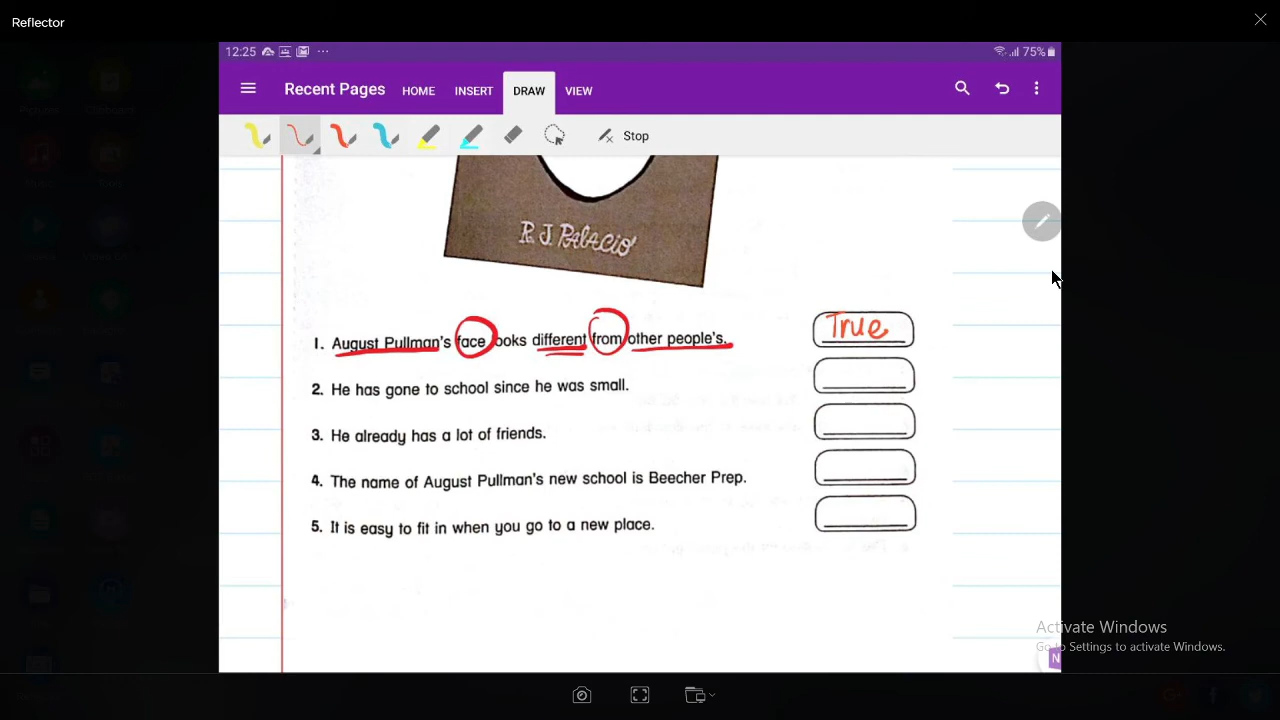 Reflector
12:25 75%
Recent Pages HOME INSERT DRAW VIEW
Stop
R. J. PALACIO
1. August Pullman's face looks different from other people's. True
2. He has gone to school since he was small.
3. He already has a lot of friends.
4. The name of August Pullman's new school is Beecher Prep.
5. It is easy to fit in when you go to a new place.
Activate Windows
Go to Settings to activate Windows.
N